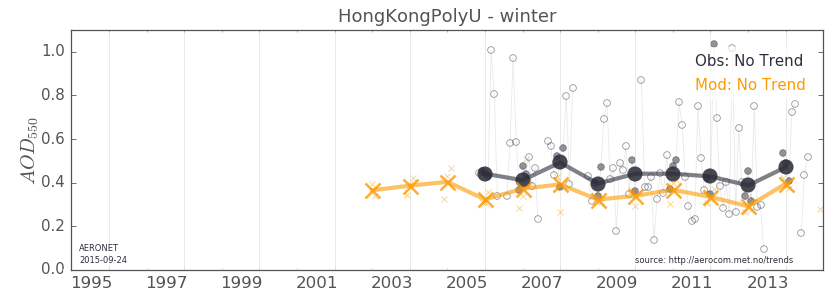 HongKongPolyU - winter
1.0
0.8
0.6
0.4
0.2
0.0
AOD550
Obs: No Trend
Mod: No Trend
AERONET
2015-09-24
source: http://aerocom.met.no/trends
1995 1997 1999 2001 2003 2005 2007 2009 2011 2013